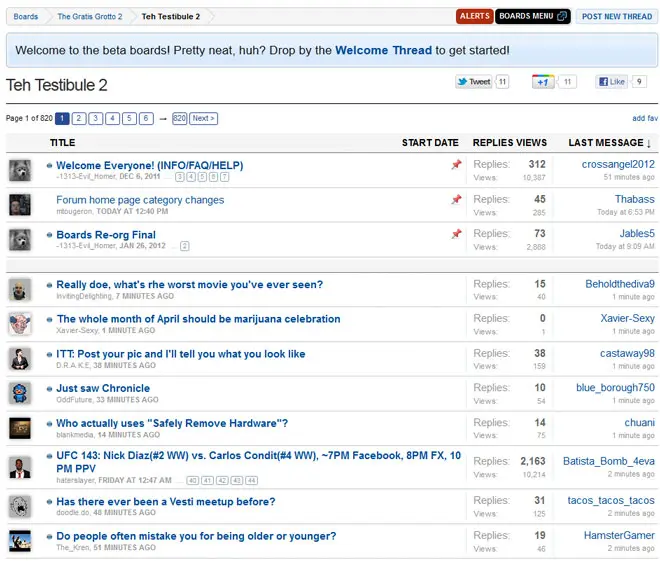 Boards The Gratis Grotto 2 Teh Testibule 2 ALERTS BOARDS MENU POST NEW THREAD
Welcome to the beta boards! Pretty neat, huh? Drop by the Welcome Thread to get started!
Teh Testibule 2 Tweet 11 +1 11 Like 9
Page 1 of 820 1 2 3 4 5 6 → 820 Next > add fav
TITLE START DATE REPLIES VIEWS LAST MESSAGE ↓
Welcome Everyone! (INFO/FAQ/HELP) Replies: 312 crossangel2012
-1313-Evil_Homer, DEC 6, 2011 ... 3 4 5 6 7 Views: 10,387 51 minutes ago
Forum home page category changes Replies: 45 Thabass
mtougeron, TODAY AT 12:40 PM Views: 285 Today at 6:53 PM
Boards Re-org Final Replies: 73 Jables5
-1313-Evil_Homer, JAN 26, 2012 ... 2 Views: 2,888 Today at 9:09 AM
Really doe, what's rhe worst movie you've ever seen? Replies: 15 Beholdthediva9
InvitingDelighting, 7 MINUTES AGO Views: 40 1 minute ago
The whole month of April should be marijuana celebration Replies: 0 Xavier-Sexy
Xavier-Sexy, 1 MINUTE AGO Views: 1 1 minute ago
ITT: Post your pic and I'll tell you what you look like Replies: 38 castaway98
D.R.A.K.E, 38 MINUTES AGO Views: 159 1 minute ago
Just saw Chronicle Replies: 10 blue_borough750
OddFuture, 33 MINUTES AGO Views: 54 1 minute ago
Who actually uses "Safely Remove Hardware"? Replies: 14 chuani
blankmedia, 14 MINUTES AGO Views: 75 1 minute ago
UFC 143: Nick Diaz(#2 WW) vs. Carlos Condit(#4 WW), ~7PM Facebook, 8PM FX, 10 Replies: 2,163 Batista_Bomb_4eva
PM PPV
haterslayer, FRIDAY AT 12:47 AM ... 40 41 42 43 44 Views: 10,214 2 minutes ago
Has there ever been a Vesti meetup before? Replies: 31 tacos_tacos_tacos
doodle.do, 48 MINUTES AGO Views: 125 2 minutes ago
Do people often mistake you for being older or younger? Replies: 19 HamsterGamer
The_Kren, 51 MINUTES AGO Views: 46 2 minutes ago